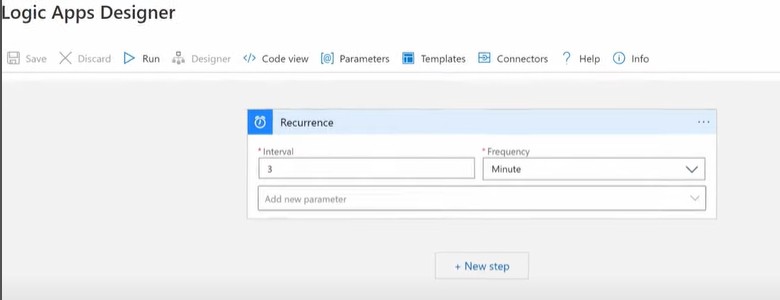 Logic Apps Designer
Save Discard Run Designer </> Code view [@] Parameters Templates Connectors ? Help Info
Recurrence ...
* Interval * Frequency
3 Minute
Add new parameter
+ New step